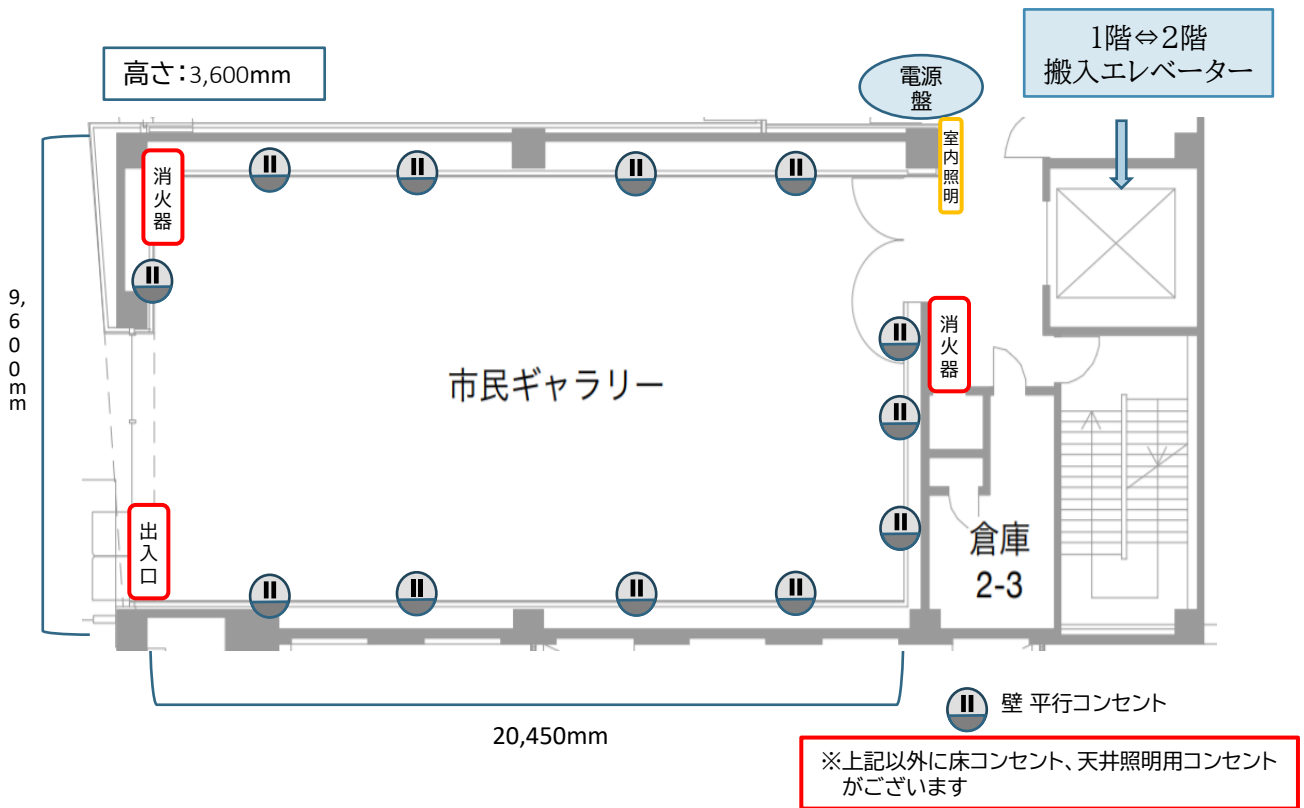 高さ：3,600mm
電源
盤
1階⇔2階
搬入エレベーター
室内照明
消火器
9,600mm
消火器
市民ギャラリー
出入口
倉庫
2-3
20,450mm
壁 平行コンセント
※上記以外に床コンセント、天井照明用コンセント
がございます